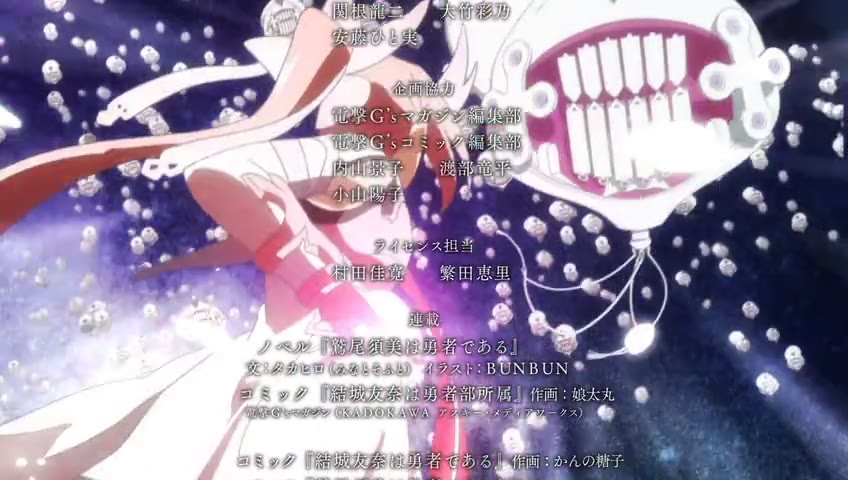 関根龍二　大竹彩乃
安藤ひと実
企画協力
電撃G'sマガジン編集部
電撃G'sコミック編集部
内山景子　渡部竜平
小山陽子
ライセンス担当
村田佳寛　繁田恵里
連載
ノベル『鷲尾須美は勇者である』
文：タカヒロ（みなとそふと）　イラスト：BUNBUN
コミック『結城友奈は勇者部所属』作画：娘太丸
電撃G'sマガジン（KADOKAWA アスキー・メディアワークス）
コミック『結城友奈は勇者である』作画：かんの糖子